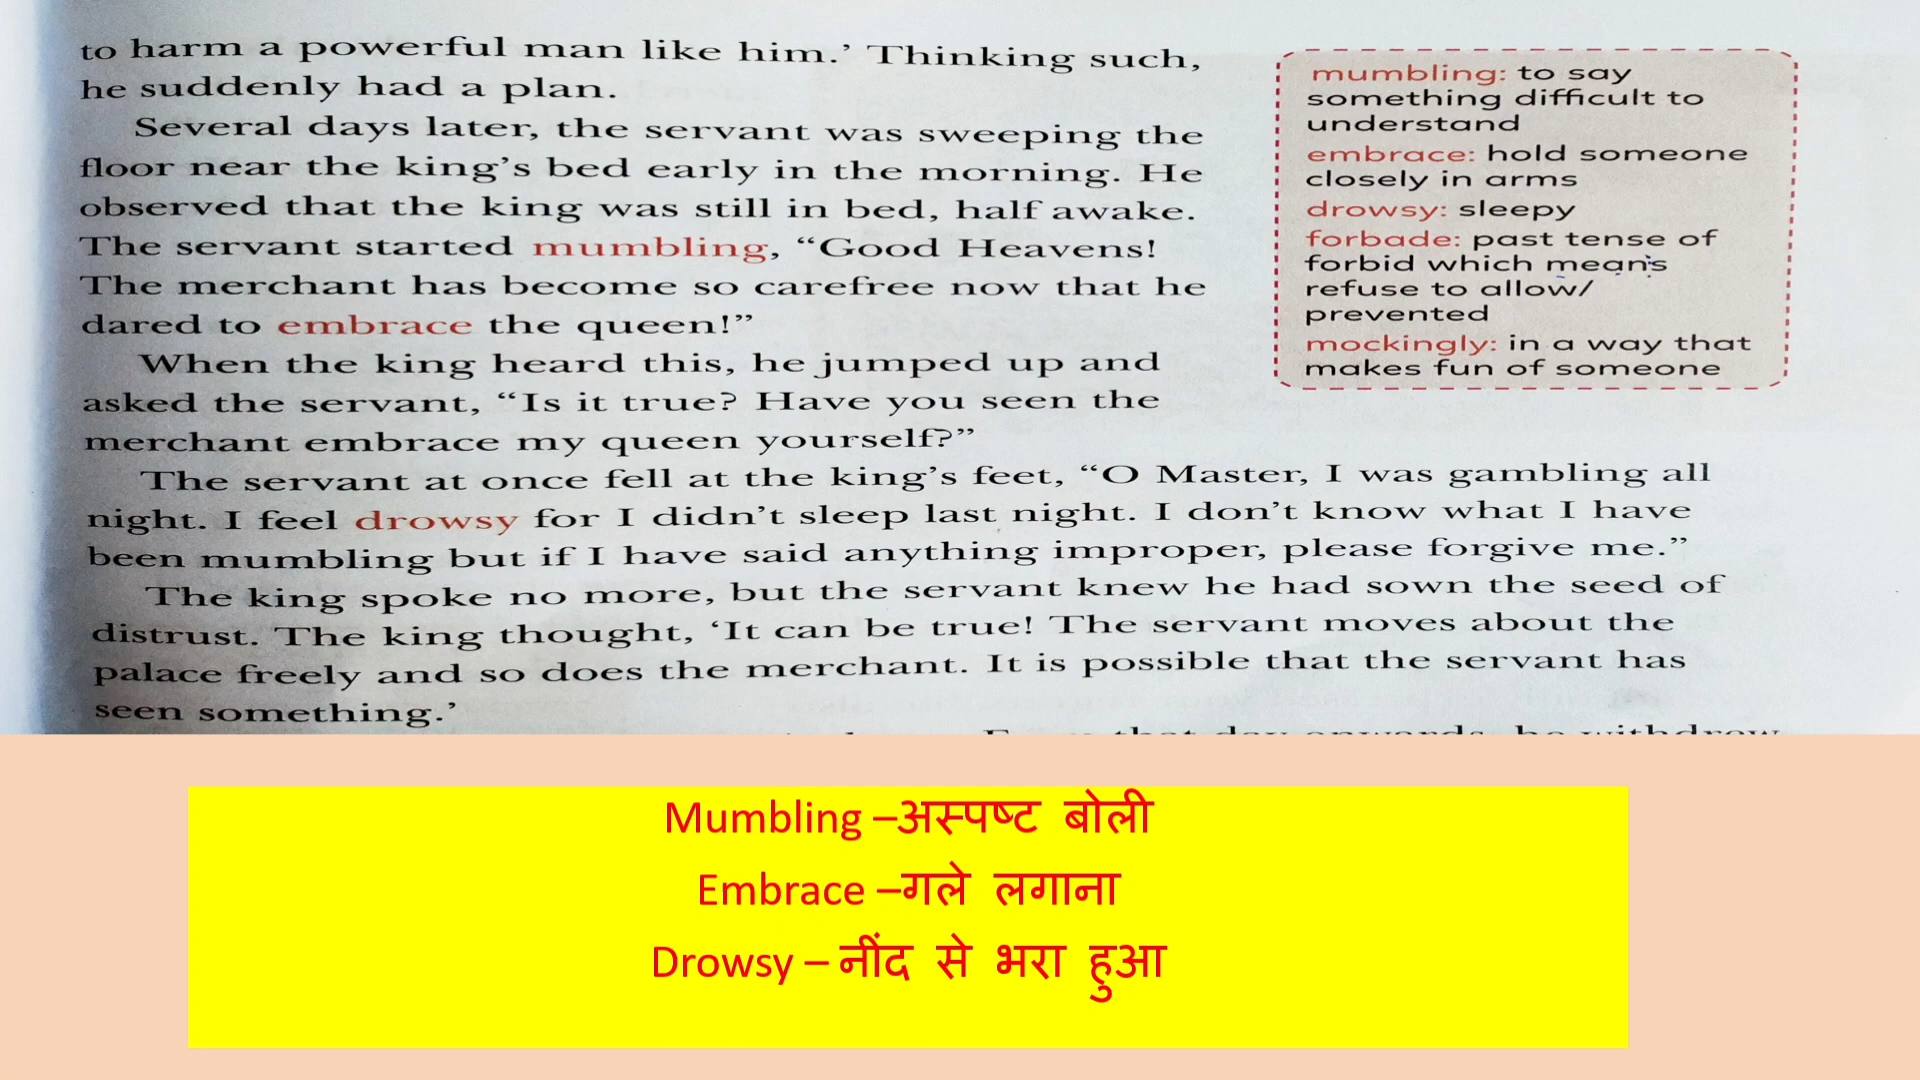 to harm a powerful man like him.’ Thinking such,
he suddenly had a plan.
Several days later, the servant was sweeping the
floor near the king’s bed early in the morning. He
observed that the king was still in bed, half awake.
The servant started mumbling, “Good Heavens!
The merchant has become so carefree now that he
dared to embrace the queen!”
When the king heard this, he jumped up and
asked the servant, “Is it true? Have you seen the
merchant embrace my queen yourself?”
The servant at once fell at the king’s feet, “O Master, I was gambling all
night. I feel drowsy for I didn’t sleep last night. I don’t know what I have
been mumbling but if I have said anything improper, please forgive me.”
The king spoke no more, but the servant knew he had sown the seed of
distrust. The king thought, ‘It can be true! The servant moves about the
palace freely and so does the merchant. It is possible that the servant has
seen something.’
that day onwards, he withdrew
mumbling: to say
something difficult to
understand
embrace: hold someone
closely in arms
drowsy: sleepy
forbade: past tense of
forbid which means
refuse to allow/
prevented
mockingly: in a way that
makes fun of someone
Mumbling –अस्पष्ट बोली
Embrace –गले लगाना
Drowsy – नींद से भरा हुआ